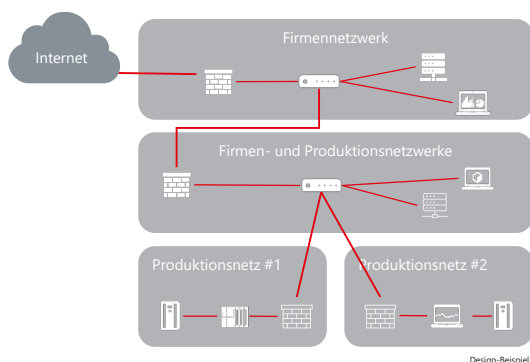 Firmennetzwerk
Internet
Firmen- und Produktionsnetzwerke
Produktionsnetz #1
Produktionsnetz #2
Design-Beispiel